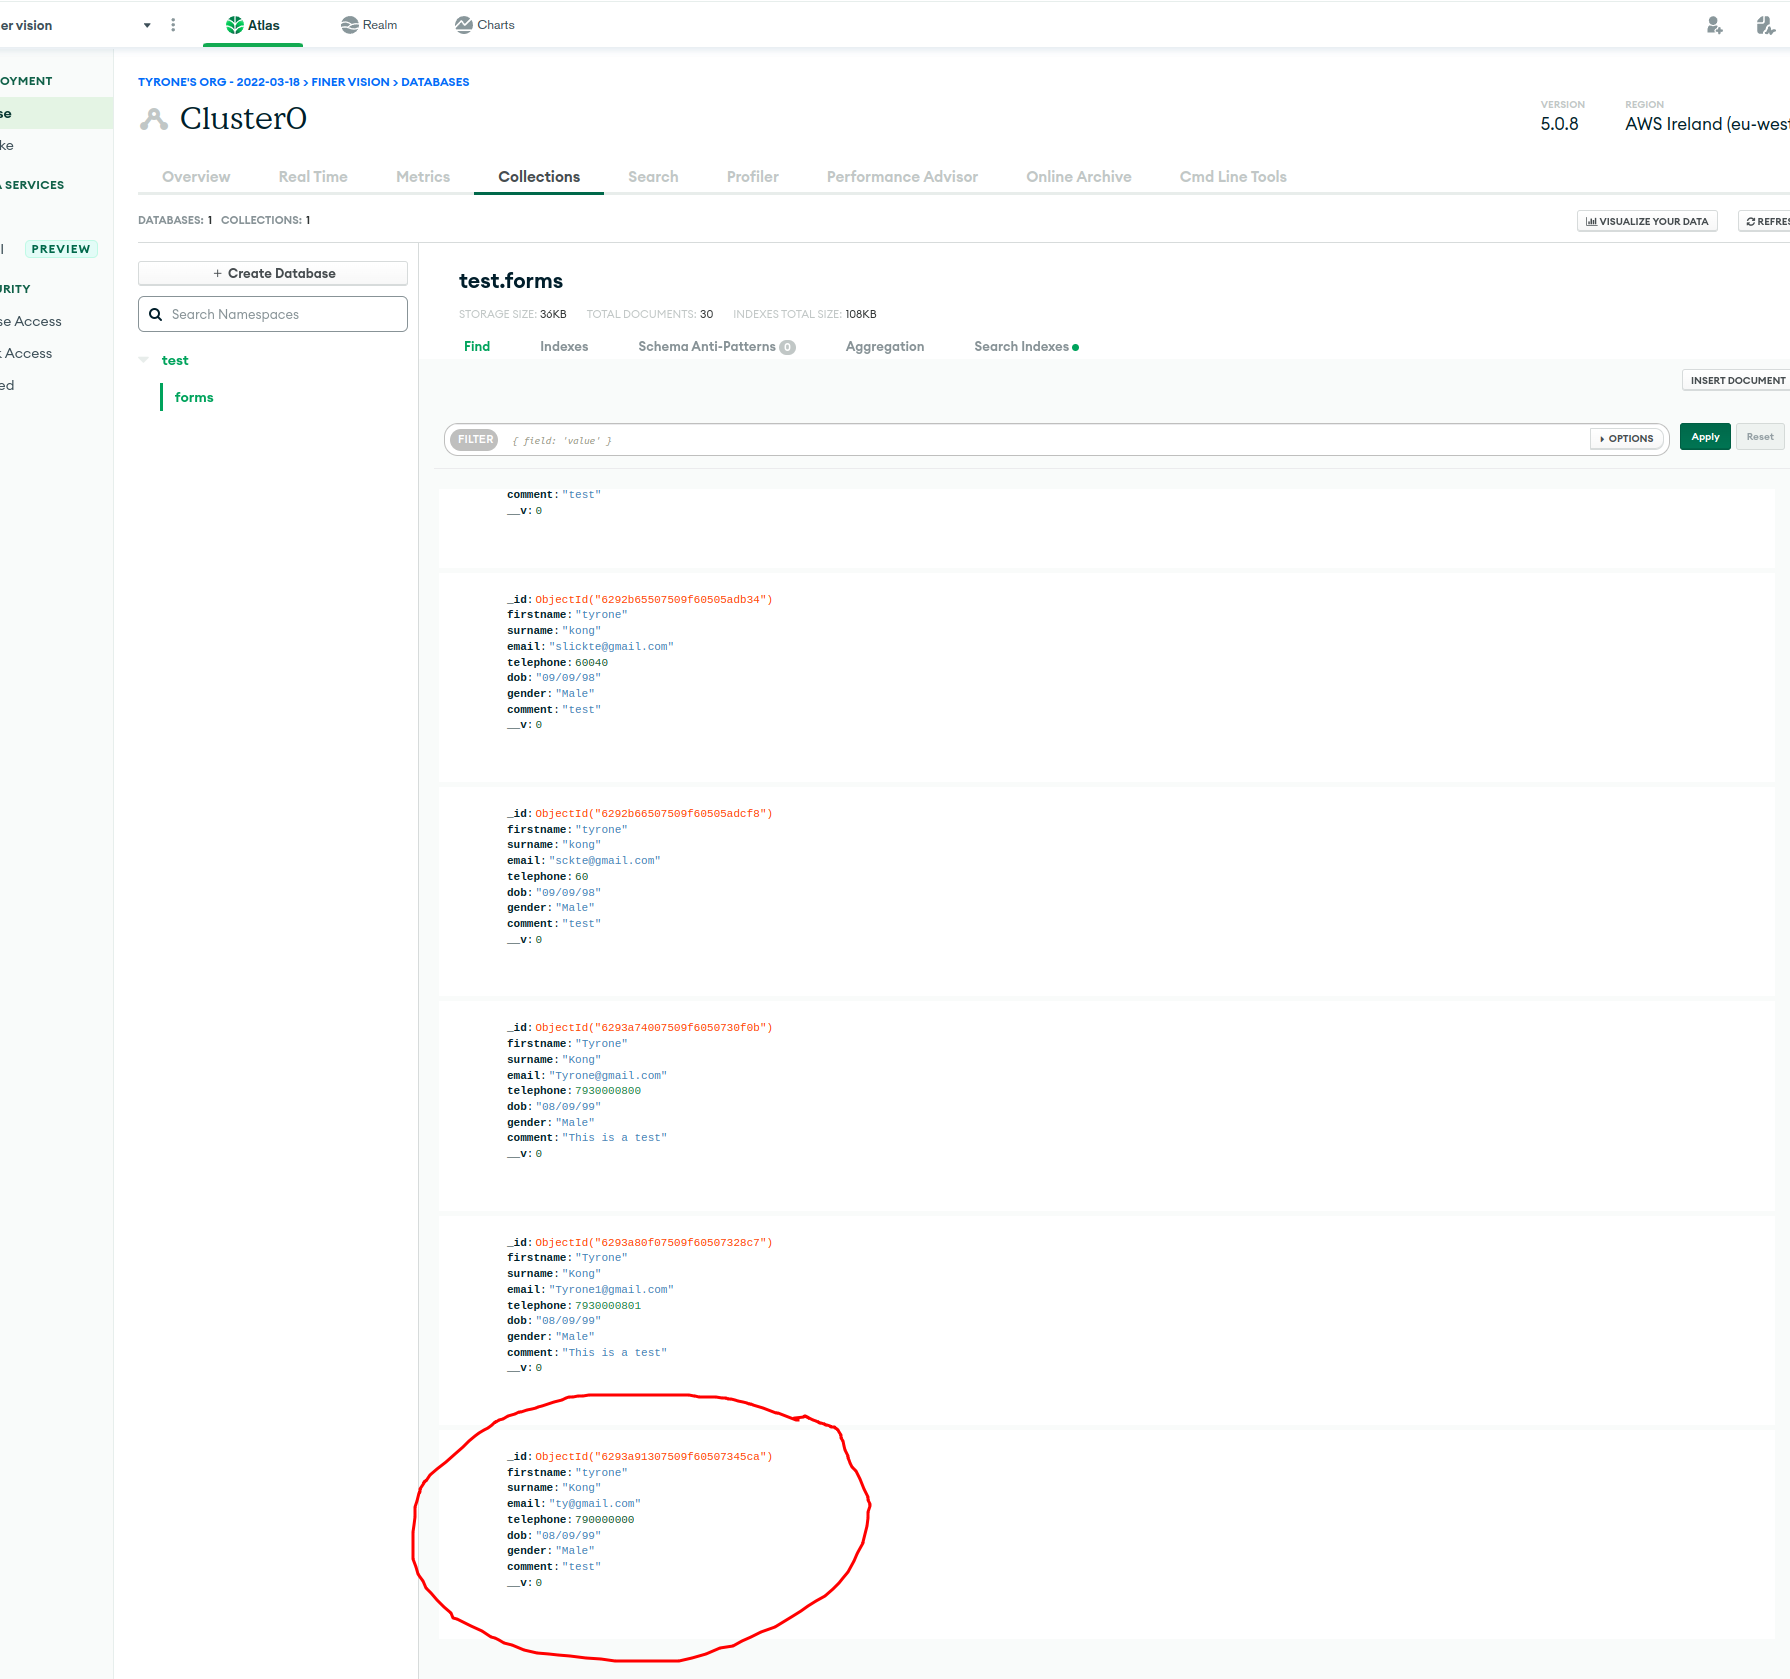 er vision
Atlas
Realm
Charts
OYMENT
se
ke
A SERVICES
l PREVIEW
URITY
se Access
k Access
ed
TYRONE'S ORG - 2022-03-18 > FINER VISION > DATABASES
Cluster0
VERSION
5.0.8
REGION
AWS Ireland (eu-west
Overview Real Time Metrics Collections Search Profiler Performance Advisor Online Archive Cmd Line Tools
DATABASES: 1 COLLECTIONS: 1
VISUALIZE YOUR DATA
REFRES
+ Create Database
Search Namespaces
test
forms
test.forms
STORAGE SIZE: 36KB TOTAL DOCUMENTS: 30 INDEXES TOTAL SIZE: 108KB
Find Indexes Schema Anti-Patterns 0 Aggregation Search Indexes
INSERT DOCUMENT
FILTER { field: 'value' } OPTIONS Apply Reset
comment: "test"
__v: 0
_id: ObjectId("6292b65507509f60505adb34")
firstname: "tyrone"
surname: "kong"
email: "slickte@gmail.com"
telephone: 60040
dob: "09/09/98"
gender: "Male"
comment: "test"
__v: 0
_id: ObjectId("6292b66507509f60505adcf8")
firstname: "tyrone"
surname: "kong"
email: "sckte@gmail.com"
telephone: 60
dob: "09/09/98"
gender: "Male"
comment: "test"
__v: 0
_id: ObjectId("6293a74007509f6050730f0b")
firstname: "Tyrone"
surname: "Kong"
email: "Tyrone@gmail.com"
telephone: 7930000800
dob: "08/09/99"
gender: "Male"
comment: "This is a test"
__v: 0
_id: ObjectId("6293a80f07509f60507328c7")
firstname: "Tyrone"
surname: "Kong"
email: "Tyrone1@gmail.com"
telephone: 7930000801
dob: "08/09/99"
gender: "Male"
comment: "This is a test"
__v: 0
_id: ObjectId("6293a91307509f60507345ca")
firstname: "tyrone"
surname: "Kong"
email: "ty@gmail.com"
telephone: 790000000
dob: "08/09/99"
gender: "Male"
comment: "test"
__v: 0